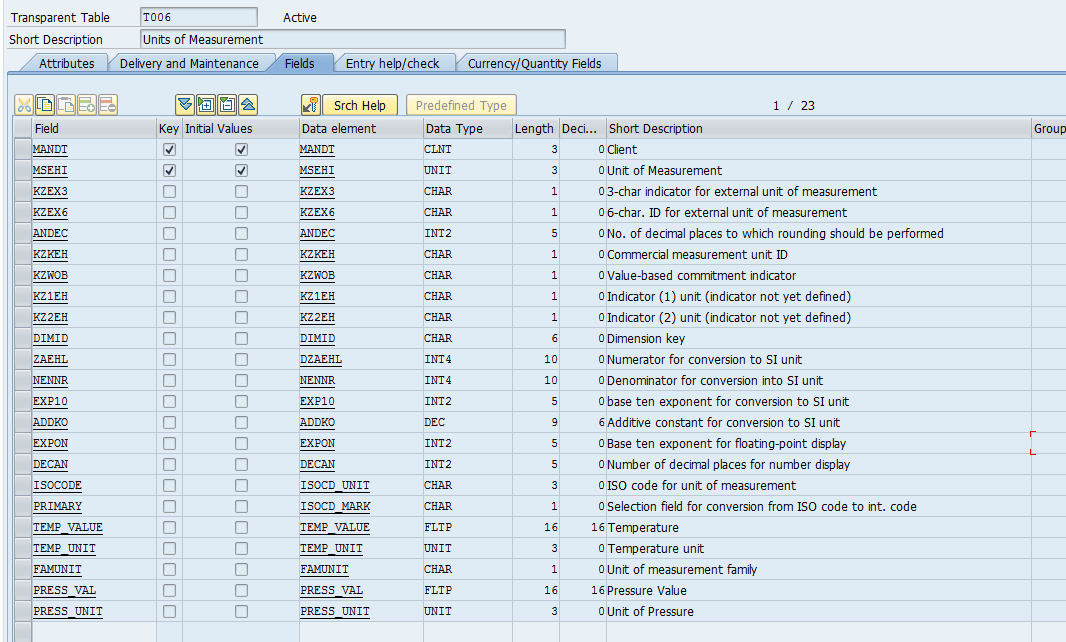 Transparent Table T006 Active
Short Description Units of Measurement
Attributes Delivery and Maintenance Fields Entry help/check Currency/Quantity Fields
Srch Help Predefined Type 1 / 23
Field Key Initial Values Data element Data Type Length Deci... Short Description Group
MANDT MANDT CLNT 3 0 Client
MSEHI MSEHI UNIT 3 0 Unit of Measurement
KZEX3 KZEX3 CHAR 1 0 3-char indicator for external unit of measurement
KZEX6 KZEX6 CHAR 1 0 6-char. ID for external unit of measurement
ANDEC ANDEC INT2 5 0 No. of decimal places to which rounding should be performed
KZKEH KZKEH CHAR 1 0 Commercial measurement unit ID
KZWOB KZWOB CHAR 1 0 Value-based commitment indicator
KZ1EH KZ1EH CHAR 1 0 Indicator (1) unit (indicator not yet defined)
KZ2EH KZ2EH CHAR 1 0 Indicator (2) unit (indicator not yet defined)
DIMID DIMID CHAR 6 0 Dimension key
ZAEHL DZAEHL INT4 10 0 Numerator for conversion to SI unit
NENNR NENNR INT4 10 0 Denominator for conversion into SI unit
EXP10 EXP10 INT2 5 0 base ten exponent for conversion to SI unit
ADDKO ADDKO DEC 9 6 Additive constant for conversion to SI unit
EXPON EXPON INT2 5 0 Base ten exponent for floating-point display
DECAN DECAN INT2 5 0 Number of decimal places for number display
ISOCODE ISOCD_UNIT CHAR 3 0 ISO code for unit of measurement
PRIMARY ISOCD_MARK CHAR 1 0 Selection field for conversion from ISO code to int. code
TEMP_VALUE TEMP_VALUE FLTP 16 16 Temperature
TEMP_UNIT TEMP_UNIT UNIT 3 0 Temperature unit
FAMUNIT FAMUNIT CHAR 1 0 Unit of measurement family
PRESS_VAL PRESS_VAL FLTP 16 16 Pressure Value
PRESS_UNIT PRESS_UNIT UNIT 3 0 Unit of Pressure